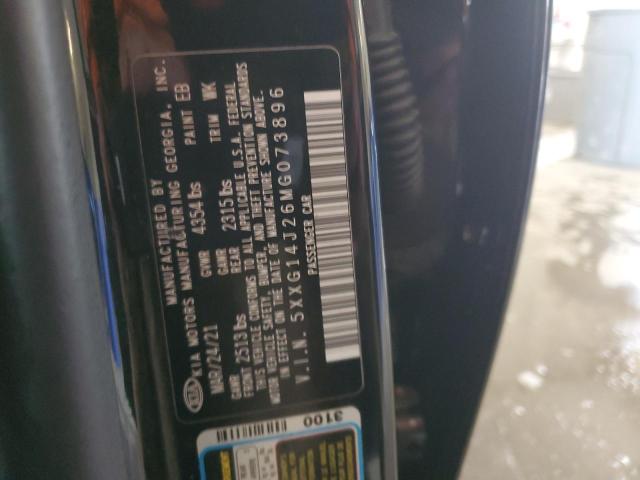 KIA
MANUFACTURED BY
KIA MOTORS MANUFACTURING GEORGIA, INC.
MAR/24/21 GVWR 4354 lbs PAINT EB
GAWR FRONT 2513 lbs GAWR REAR 2315 lbs TRIM WK
THIS VEHICLE CONFORMS TO ALL APPLICABLE U.S.A. FEDERAL
MOTOR VEHICLE SAFETY, BUMPER, AND THEFT PREVENTION STANDARDS
IN EFFECT ON THE DATE OF MANUFACTURE SHOWN ABOVE.
V.I.N. 5XXG14J26MG073896
PASSENGER CAR
3100